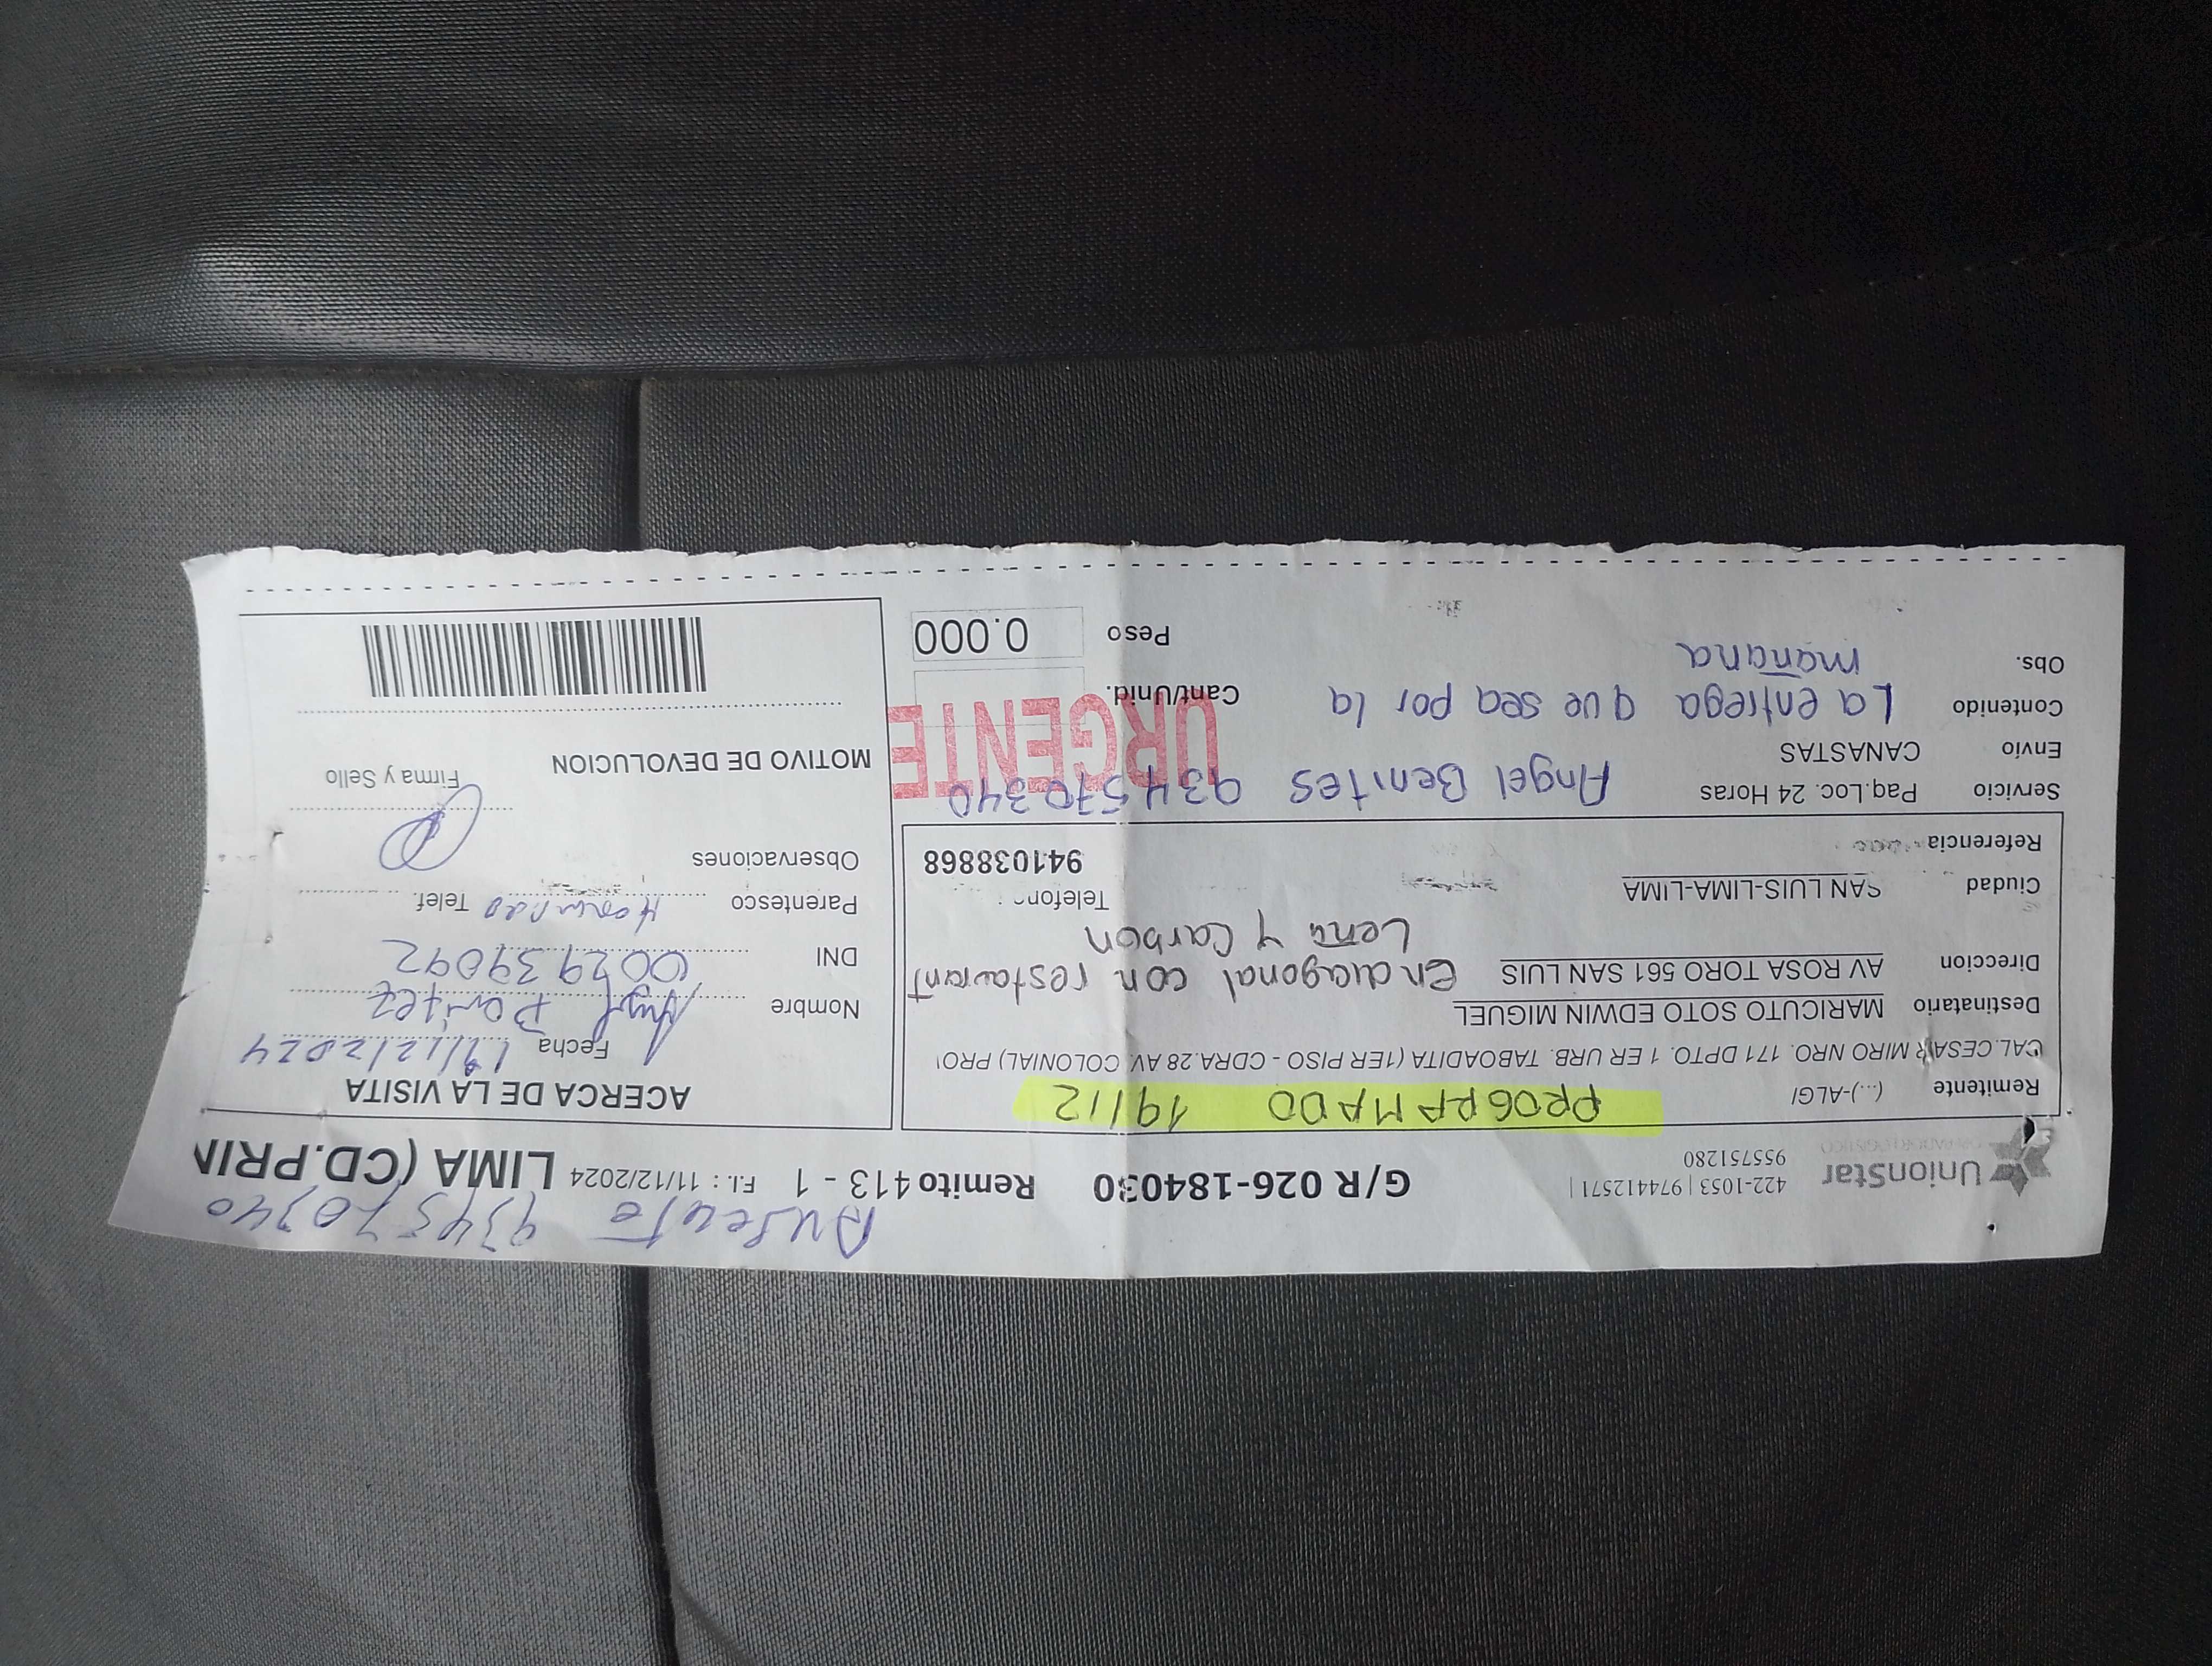 Ausente 934570340
UnionStar
422-1053 | 974412571 |
955751280
G/R 026-184030
Remito 413 - 1 F.I.: 11/12/2024 LIMA (CD.PRIN
PROGRAMADO 19/12
Remitente (...)-ALGI
CAL.CESAR MIRO NRO. 171 DPTO. 1 ER URB. TABOADITA (1ER PISO - CDRA.28 AV. COLONIAL) PRO
Destinatario MARICUTO SOTO EDWIN MIGUEL
Direccion AV ROSA TORO 561 SAN LUIS En diagonal con restaurant
Leña y Carbon
Ciudad SAN LUIS-LIMA-LIMA Telefono :
Referencia 941038868
Servicio Paq.Loc. 24 Horas Angel Benites 934570340
Envio CANASTAS
URGENTE
Contenido La entrega que sea por la Cant/Unid.
mañana
Obs. Peso 0.000
ACERCA DE LA VISITA
Fecha 19/12/2024
Nombre Angel
DNI 002939092
Parentesco Telef.
Observaciones
Firma y Sello
MOTIVO DE DEVOLUCION